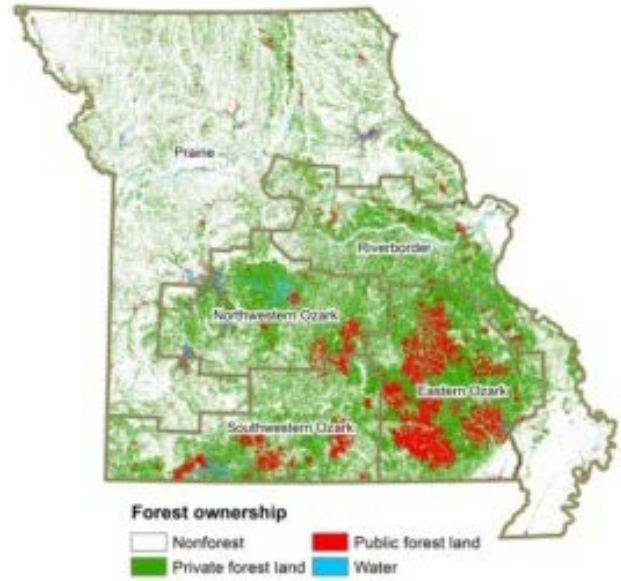 Prairie
Riverborder
Northwestern Ozark
Eastern Ozark
Southwestern Ozark
Forest ownership
Nonforest
Public forest land
Private forest land
Water